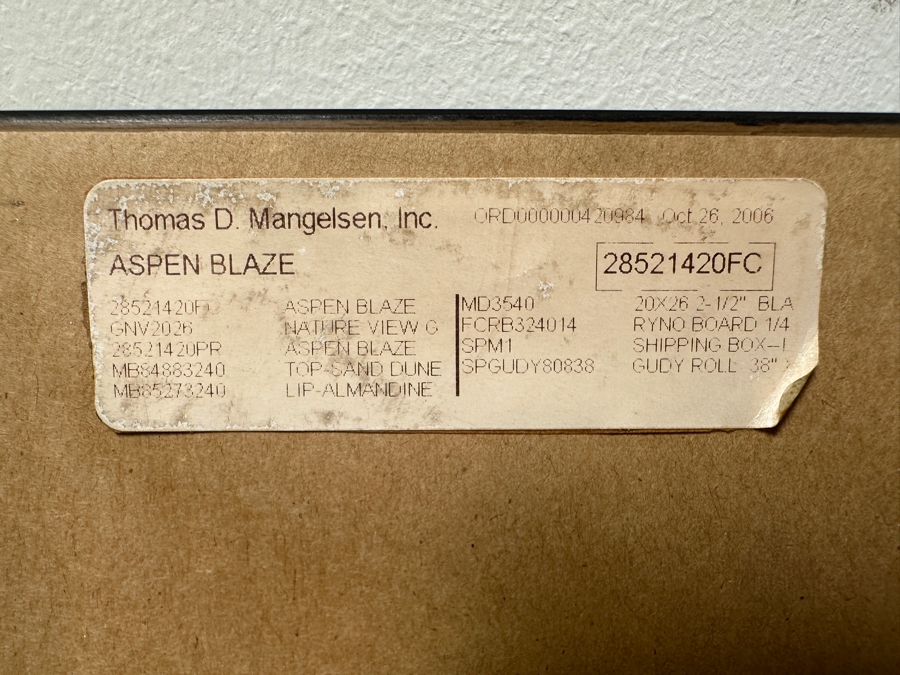 Thomas D. Mangelsen, Inc. ORD000000420984 Oct 26, 2006
ASPEN BLAZE 28521420FC
28521420F ASPEN BLAZE MD3540 20X26 2-1/2" BLA
GNV2026 NATURE VIEW G FCRB324014 RYNO BOARD 1/4
28521420PR ASPEN BLAZE SPM1 SHIPPING BOX--
MB84883240 TOP-SAND DUNE SPGUDY80838 GUDY ROLL 38"
MB85273240 LIP-ALMANDINE